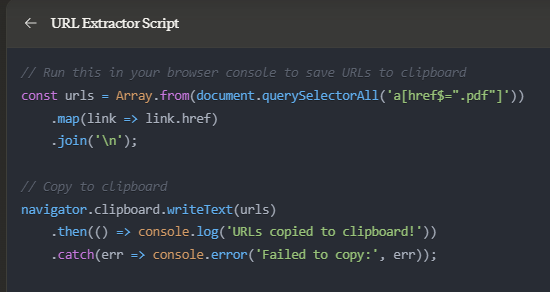 ← URL Extractor Script
// Run this in your browser console to save URLs to clipboard
const urls = Array.from(document.querySelectorAll('a[href$=".pdf"]'))
    .map(link => link.href)
    .join('\n');
// Copy to clipboard
navigator.clipboard.writeText(urls)
    .then(() => console.log('URLs copied to clipboard!'))
    .catch(err => console.error('Failed to copy:', err));